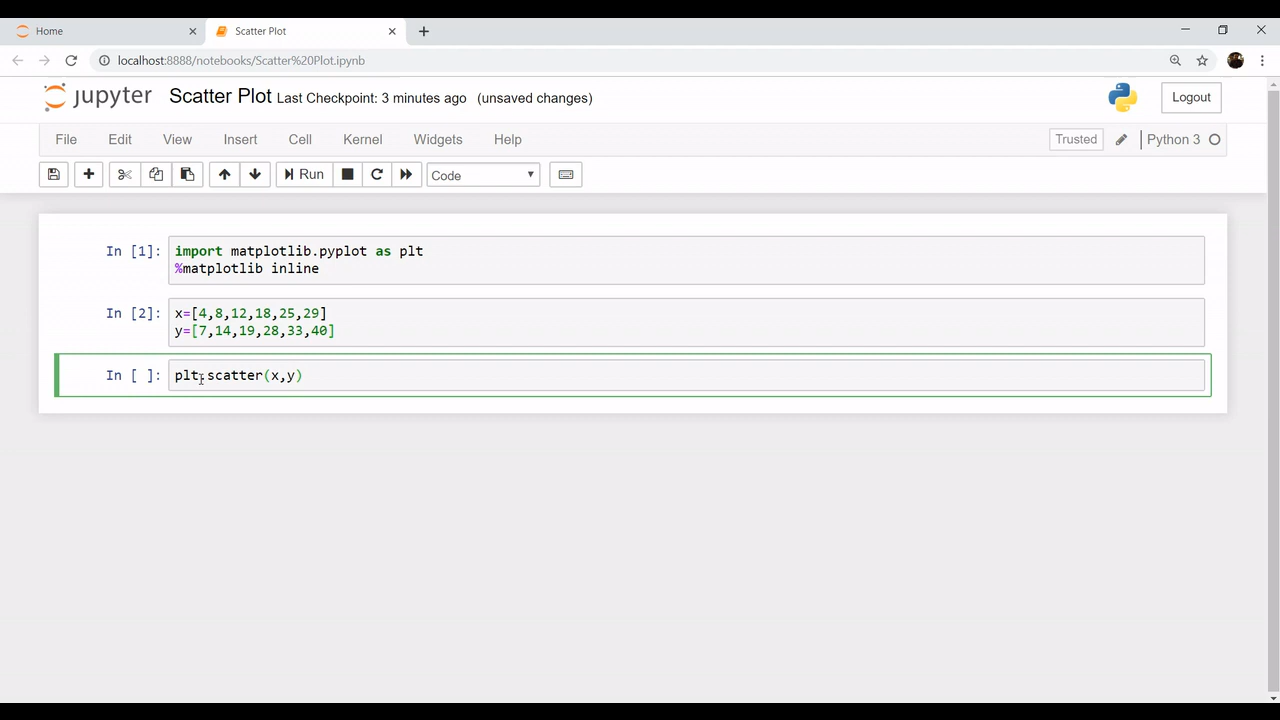 Home
Scatter Plot
localhost:8888/notebooks/Scatter%20Plot.ipynb
jupyter Scatter Plot Last Checkpoint: 3 minutes ago (unsaved changes)
Logout
File Edit View Insert Cell Kernel Widgets Help
Trusted Python 3
Run Code
In [1]: import matplotlib.pyplot as plt
%matplotlib inline
In [2]: x=[4,8,12,18,25,29]
y=[7,14,19,28,33,40]
In [ ]: plt.scatter(x,y)